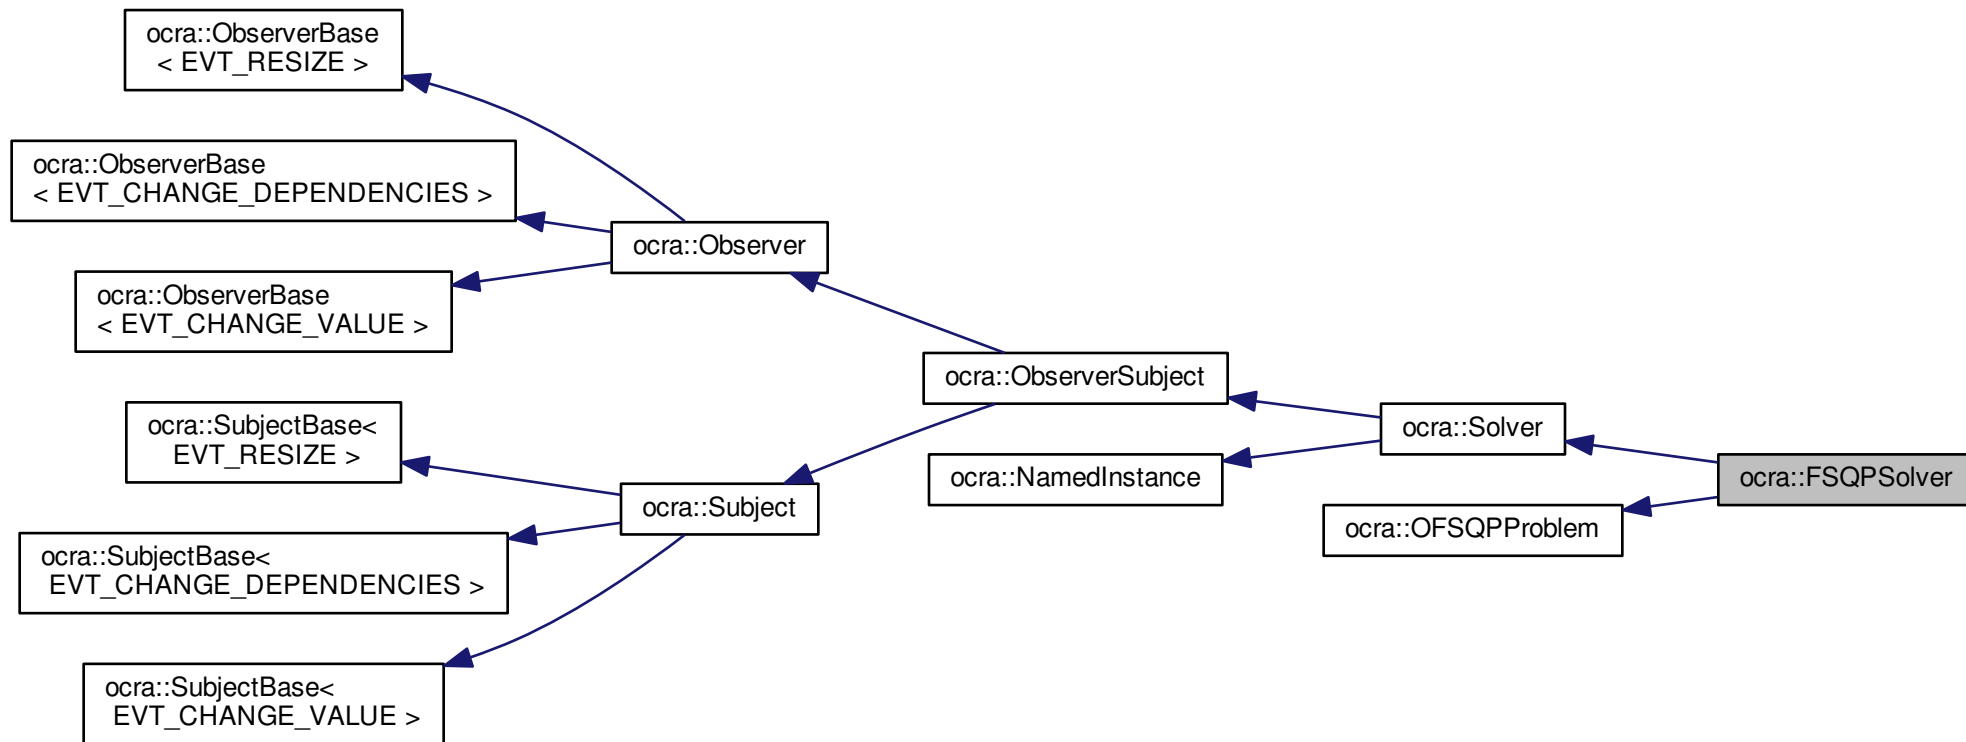 ocra::ObserverBase
< EVT_RESIZE >
ocra::ObserverBase
< EVT_CHANGE_DEPENDENCIES >
ocra::Observer
ocra::ObserverBase
< EVT_CHANGE_VALUE >
ocra::ObserverSubject
ocra::SubjectBase<
EVT_RESIZE >
ocra::Solver
ocra::NamedInstance
ocra::FSQPSolver
ocra::Subject
ocra::OFSQPProblem
ocra::SubjectBase<
EVT_CHANGE_DEPENDENCIES >
ocra::SubjectBase<
EVT_CHANGE_VALUE >